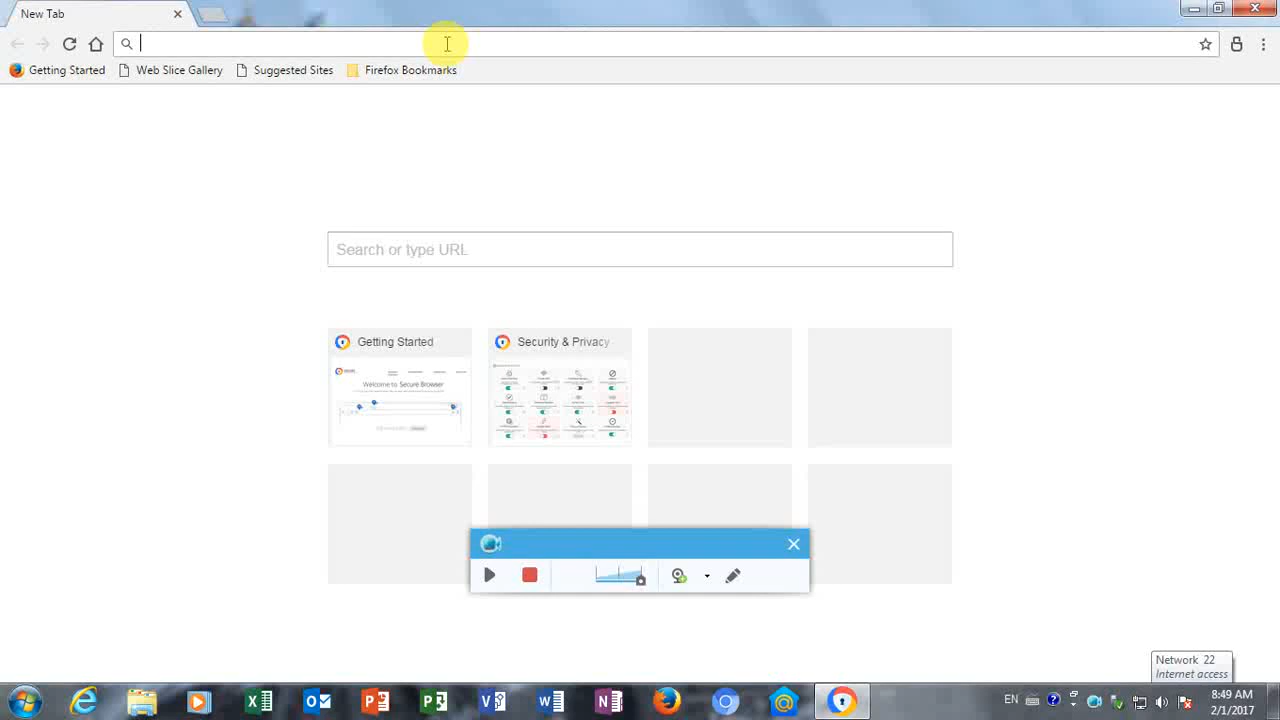 New Tab
Getting Started
Web Slice Gallery
Suggested Sites
Firefox Bookmarks
Search or type URL
Getting Started
Security & Privacy
Welcome to Secure Browser
Network 22
Internet access
EN
8:49 AM
2/1/2017